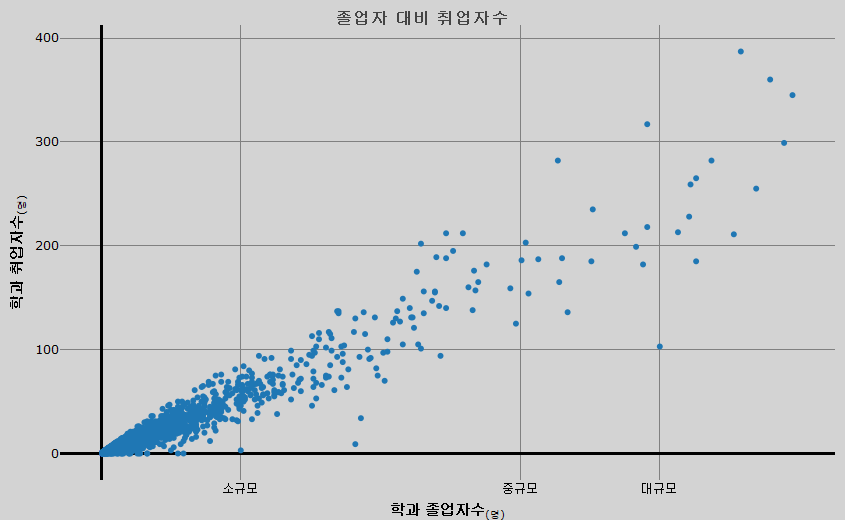 졸업자 대비 취업자수
400
300
200
100
0
학과 취업자수(명)
소규모 중규모 대규모
학과 졸업자수(명)